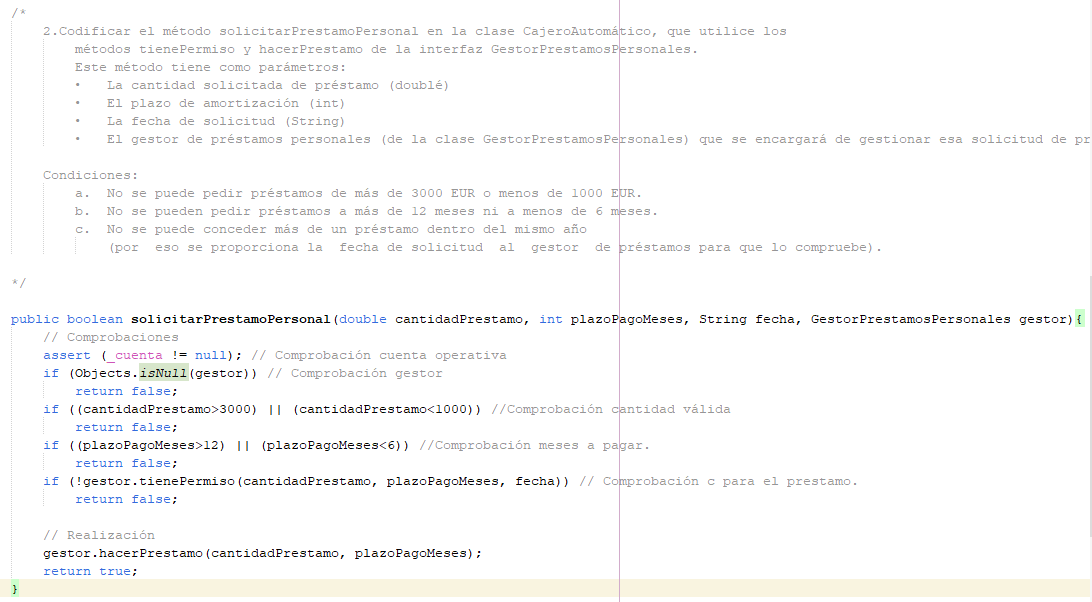 /*
2.Codificar el método solicitarPrestamoPersonal en la clase CajeroAutomático, que utilice los
métodos tienePermiso y hacerPrestamo de la interfaz GestorPrestamosPersonales.
Este método tiene como parámetros:
• La cantidad solicitada de préstamo (doublé)
• El plazo de amortización (int)
• La fecha de solicitud (String)
• El gestor de préstamos personales (de la clase GestorPrestamosPersonales) que se encargará de gestionar esa solicitud de pr
Condiciones:
a. No se puede pedir préstamos de más de 3000 EUR o menos de 1000 EUR.
b. No se pueden pedir préstamos a más de 12 meses ni a menos de 6 meses.
c. No se puede conceder más de un préstamo dentro del mismo año
(por eso se proporciona la fecha de solicitud al gestor de préstamos para que lo compruebe).
*/
public boolean solicitarPrestamoPersonal(double cantidadPrestamo, int plazoPagoMeses, String fecha, GestorPrestamosPersonales gestor){
// Comprobaciones
assert (_cuenta != null); // Comprobación cuenta operativa
if (Objects.isNull(gestor)) // Comprobación gestor
return false;
if ((cantidadPrestamo>3000) || (cantidadPrestamo<1000)) //Comprobación cantidad válida
return false;
if ((plazoPagoMeses>12) || (plazoPagoMeses<6)) //Comprobación meses a pagar.
return false;
if (!gestor.tienePermiso(cantidadPrestamo, plazoPagoMeses, fecha)) // Comprobación c para el prestamo.
return false;
// Realización
gestor.hacerPrestamo(cantidadPrestamo, plazoPagoMeses);
return true;
}